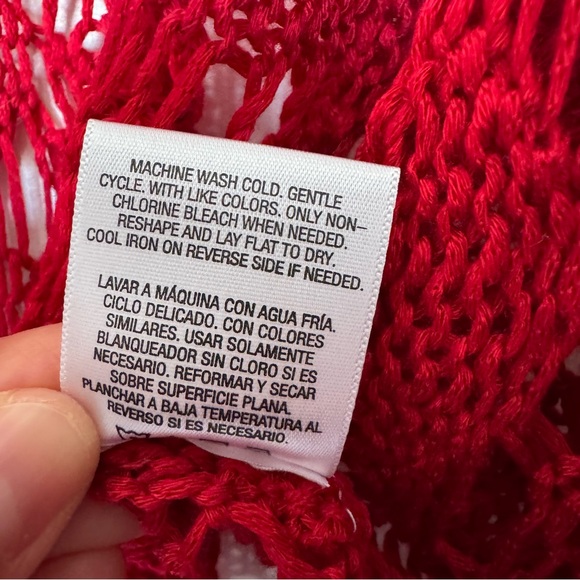 MACHINE WASH COLD. GENTLE
CYCLE. WITH LIKE COLORS. ONLY NON–
CHLORINE BLEACH WHEN NEEDED.
RESHAPE AND LAY FLAT TO DRY.
COOL IRON ON REVERSE SIDE IF NEEDED.
LAVAR A MÁQUINA CON AGUA FRÍA.
CICLO DELICADO. CON COLORES
SIMILARES. USAR SOLAMENTE
BLANQUEADOR SIN CLORO SI ES
NECESARIO. REFORMAR Y SECAR
SOBRE SUPERFICIE PLANA.
PLANCHAR A BAJA TEMPERATURA AL
REVERSO SI ES NECESARIO.